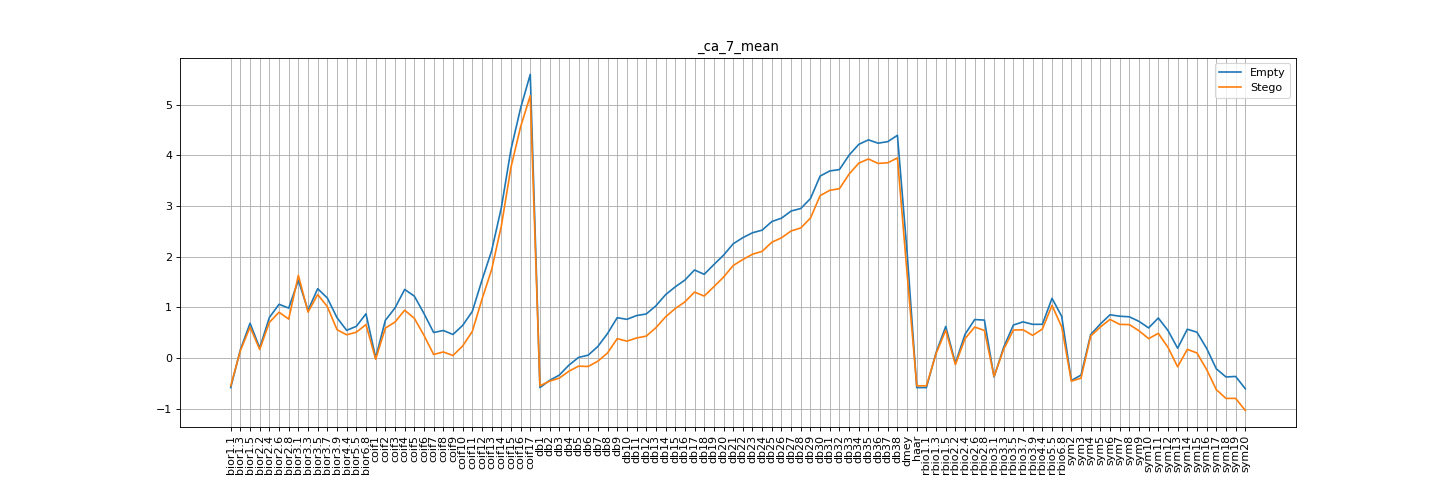 _ca_7_mean
Empty
Stego
5
4
3
2
1
0
−1
bior1.1
bior1.3
bior1.5
bior2.2
bior2.4
bior2.6
bior2.8
bior3.1
bior3.3
bior3.5
bior3.7
bior3.9
bior4.4
bior5.5
bior6.8
coif1
coif2
coif3
coif4
coif5
coif6
coif7
coif8
coif9
coif10
coif11
coif12
coif13
coif14
coif15
coif16
coif17
db1
db2
db3
db4
db5
db6
db7
db8
db9
db10
db11
db12
db13
db14
db15
db16
db17
db18
db19
db20
db21
db22
db23
db24
db25
db26
db27
db28
db29
db30
db31
db32
db33
db34
db35
db36
db37
db38
dmey
haar
rbio1.1
rbio1.3
rbio1.5
rbio2.2
rbio2.4
rbio2.6
rbio2.8
rbio3.1
rbio3.3
rbio3.5
rbio3.7
rbio3.9
rbio4.4
rbio5.5
rbio6.8
sym2
sym3
sym4
sym5
sym6
sym7
sym8
sym9
sym10
sym11
sym12
sym13
sym14
sym15
sym16
sym17
sym18
sym19
sym20